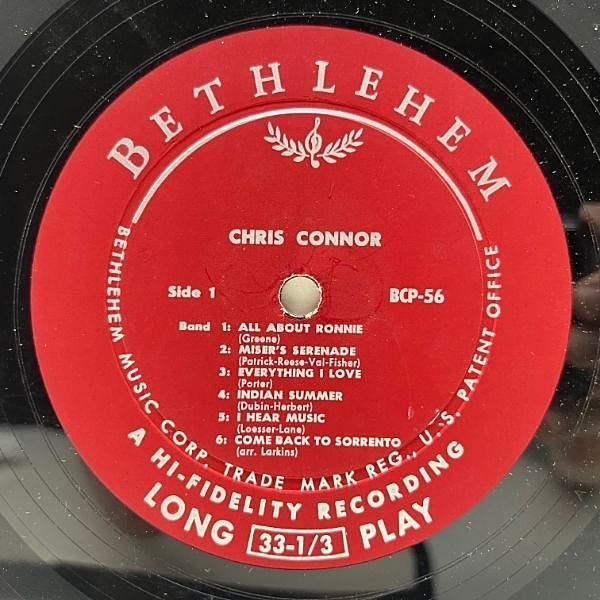 BETHLEHEM
CHRIS CONNOR
Side 1
BCP-56
Band 1: ALL ABOUT RONNIE
(Greene)
2: MISER'S SERENADE
(Patrick-Reese-Val-Fisher)
3: EVERYTHING I LOVE
(Porter)
4: INDIAN SUMMER
(Dubin-Herbert)
5: I HEAR MUSIC
(Loesser-Lane)
6: COME BACK TO SORRENTO
(arr. Larkins)
BETHLEHEM MUSIC CORP. TRADE MARK REG., U. S. PATENT OFFICE
A HI-FIDELITY RECORDING
LONG 33-1/3 PLAY